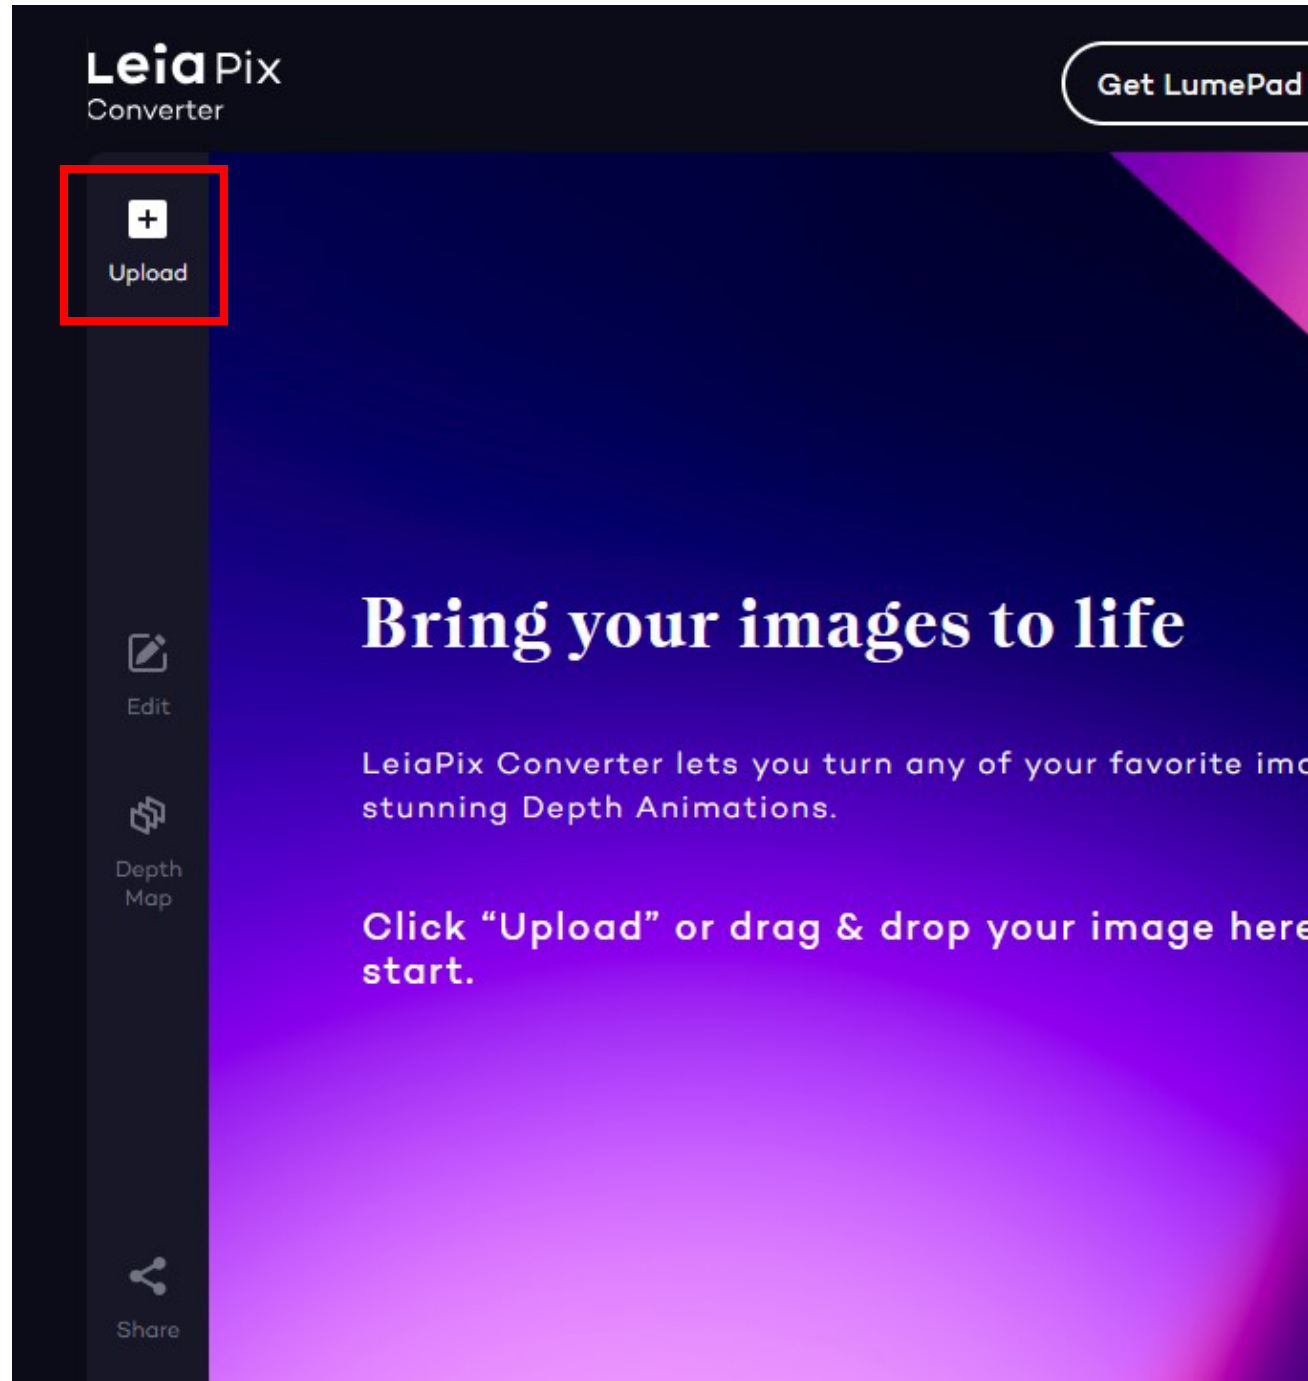 Leia Pix
Converter
Get LumePad
Upload
Bring your images to life
Edit
LeiaPix Converter lets you turn any of your favorite
stunning Depth Animations.
Depth
Map
Click “Upload” or drag & drop your image here
start.
Share